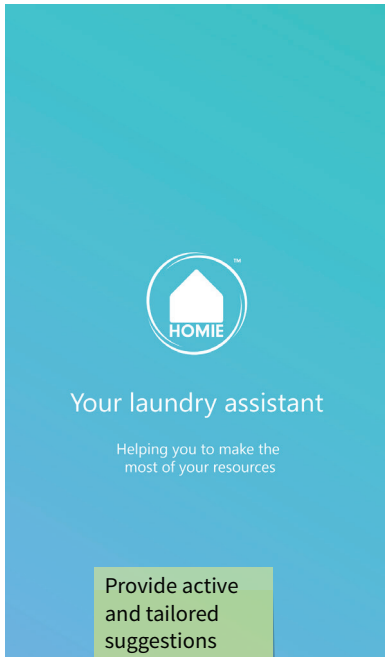 ™
HOMIE
Your laundry assistant
Helping you to make the
most of your resources
Provide active
and tailored
suggestions